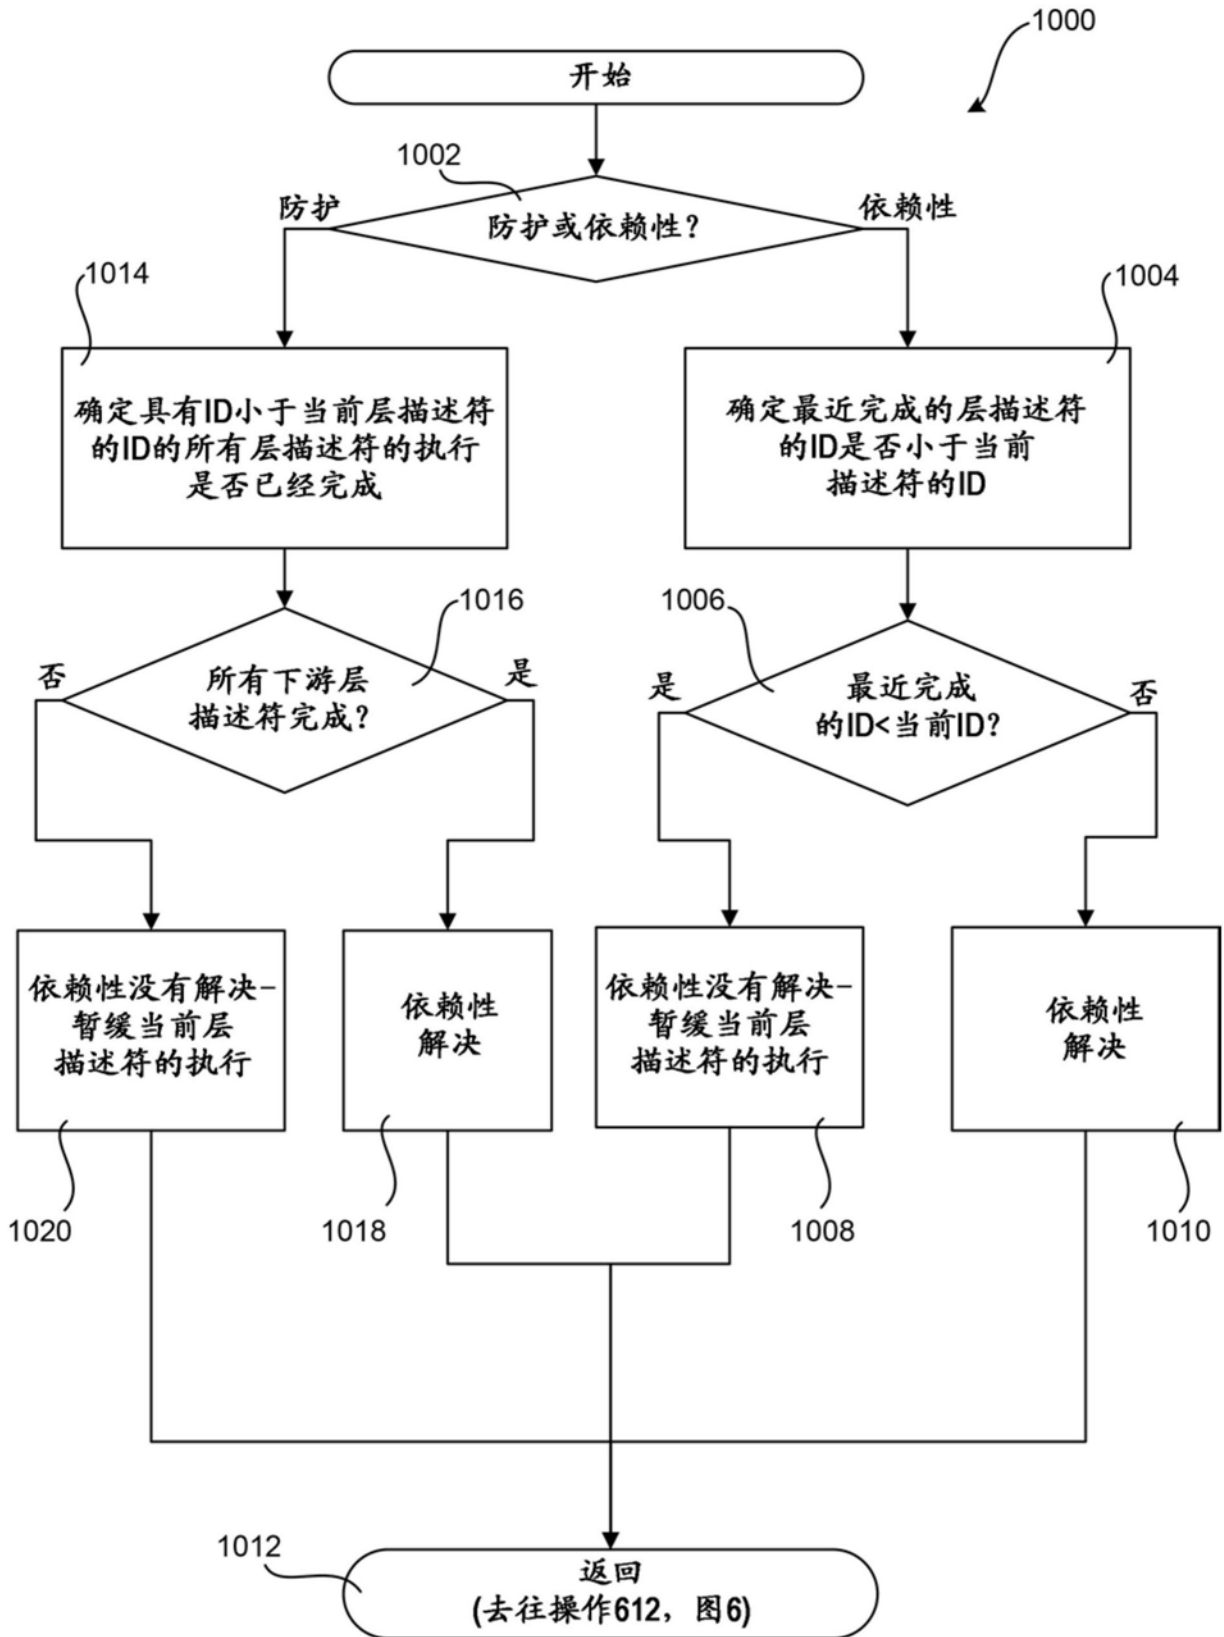 1000
开始
1002
防护
防护或依赖性?
依赖性
1014
1004
确定具有ID小于当前层描述符
的ID的所有层描述符的执行
是否已经完成
确定最近完成的层描述符
的ID是否小于当前
描述符的ID
1016
1006
否
所有下游层
描述符完成?
是
是
最近完成
的ID<当前ID?
否
依赖性没有解决-
暂缓当前层
描述符的执行
依赖性
解决
依赖性没有解决-
暂缓当前层
描述符的执行
依赖性
解决
1020
1018
1008
1010
1012
返回
(去往操作612，图6)